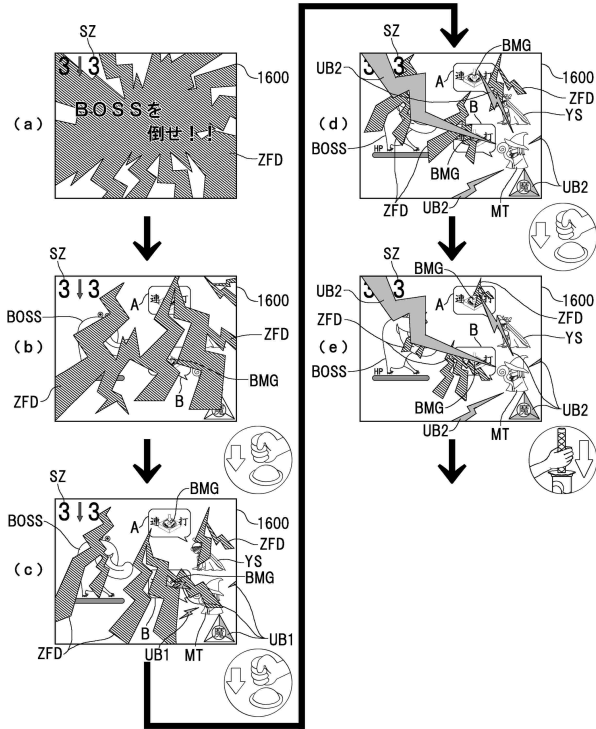 SZ
3↓3
1600
(a)
BOSSを
倒せ！！
ZFD
SZ
3↓3
A
連打
1600
BOSS
(b)
ZFD
BMG
ZFD
B
魔
SZ
BMG
3↓3
A
連打
1600
BOSS
ZFD
(c)
YS
BMG
B
ZFD
UB1
MT
魔
UB1
SZ
BMG
UB2
3 3
A
連打
1600
ZFD
(d)
B
YS
打
BOSS
HP
BMG
UB2
ZFD
UB2
MT
魔
SZ
BMG
UB2
3 3
A
連打
1600
ZFD
ZFD
B
YS
(e)
打
BOSS
HP
BMG
UB2
UB2
MT
魔